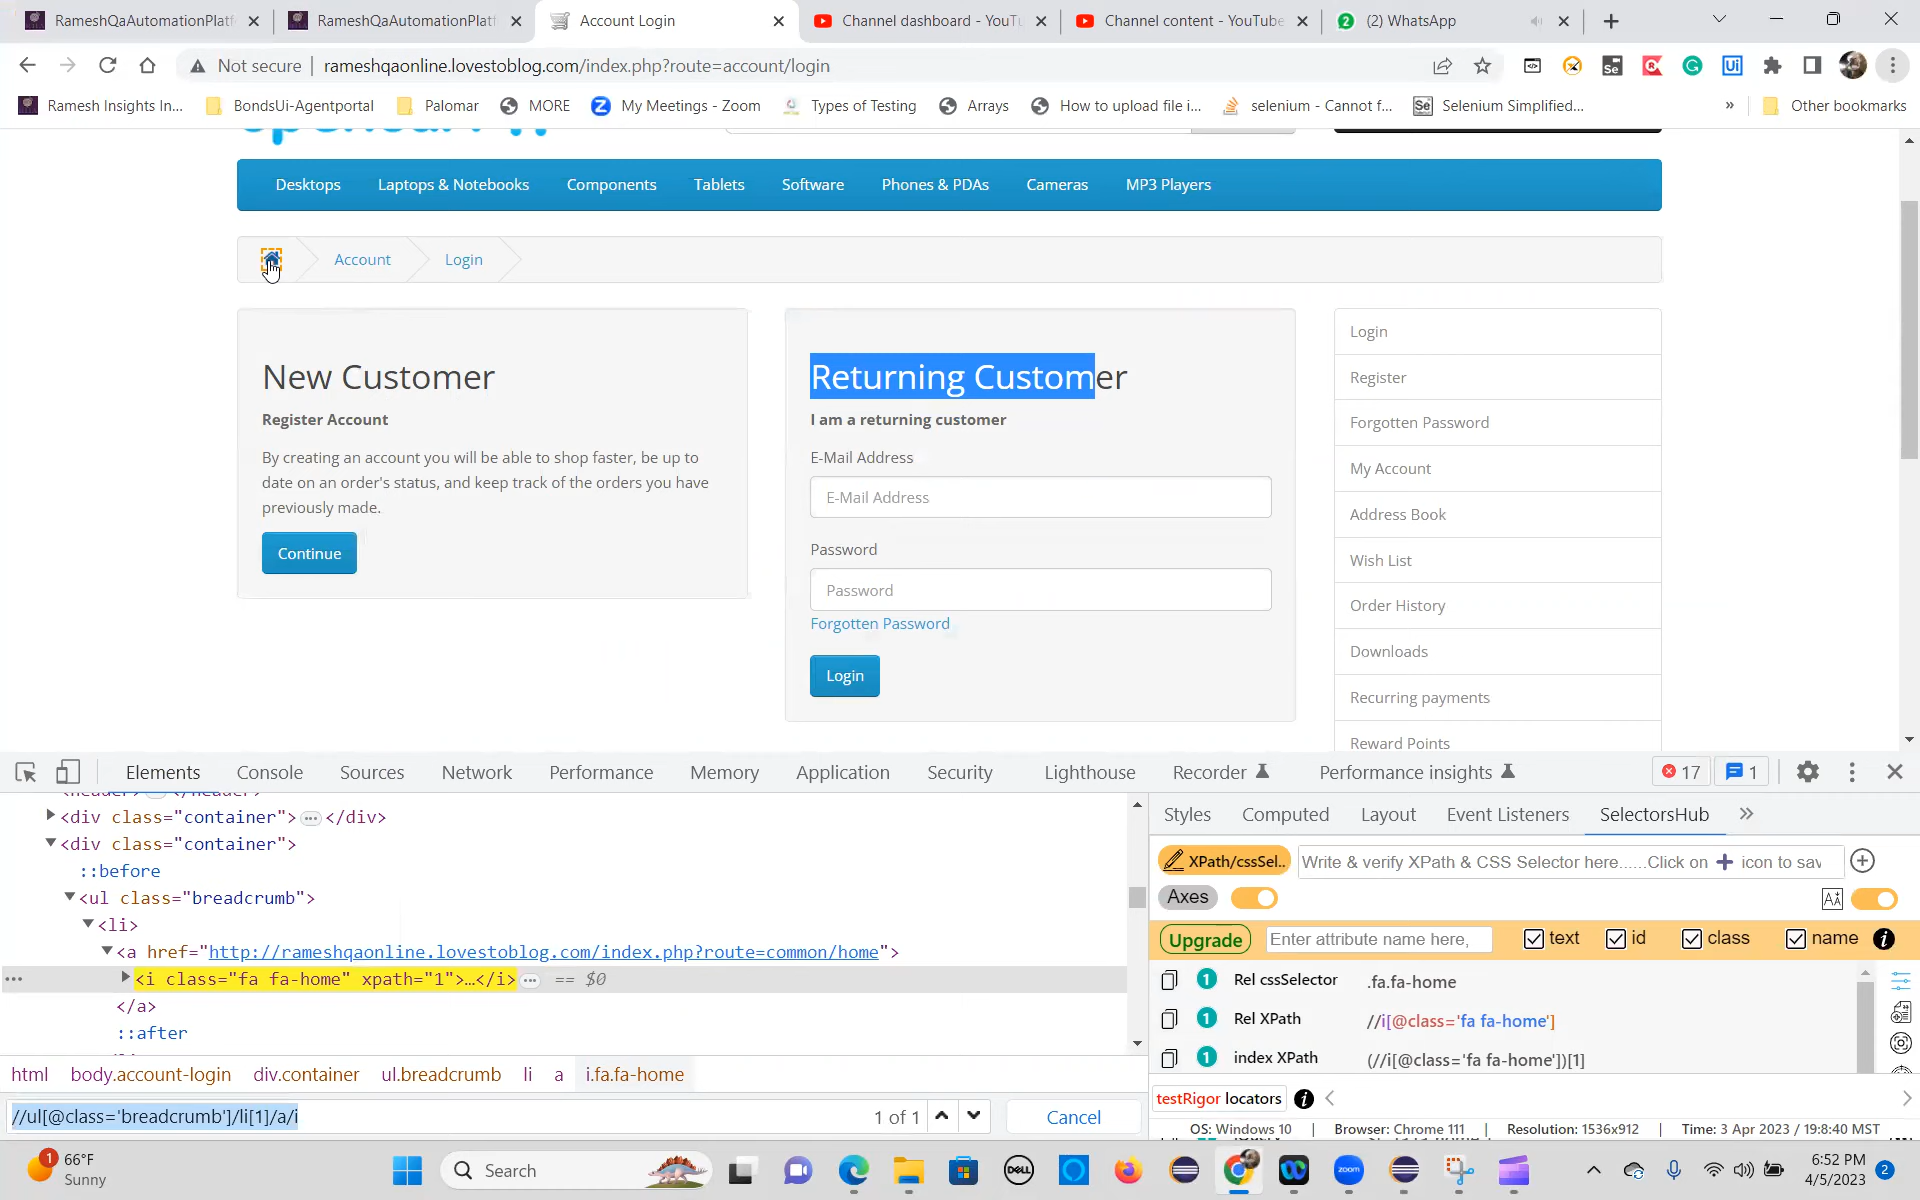 RameshQaAutomationPlatf
RameshQaAutomationPlatf
Account Login
Channel dashboard - YouTu
Channel content - YouTube
(2) WhatsApp
Not secure
rameshqaonline.lovestoblog.com/index.php?route=account/login
Ramesh Insights In...
BondsUi-Agentportal
Palomar
MORE
My Meetings - Zoom
Types of Testing
Arrays
How to upload file i...
selenium - Cannot f...
Selenium Simplified...
»
Other bookmarks
Desktops
Laptops & Notebooks
Components
Tablets
Software
Phones & PDAs
Cameras
MP3 Players
Account
Login
New Customer
Register Account
By creating an account you will be able to shop faster, be up to
date on an order's status, and keep track of the orders you have
previously made.
Continue
Returning Customer
I am a returning customer
E-Mail Address
E-Mail Address
Password
Password
Forgotten Password
Login
Login
Register
Forgotten Password
My Account
Address Book
Wish List
Order History
Downloads
Recurring payments
Reward Points
Elements
Console
Sources
Network
Performance
Memory
Application
Security
Lighthouse
Recorder
Performance insights
17
1
<div class="container"> ... </div>
<div class="container">
::before
<ul class="breadcrumb">
<li>
<a href="http://rameshqaonline.lovestoblog.com/index.php?route=common/home">
<i class="fa fa-home" xpath="1">…</i> ... == $0
</a>
::after
html
body.account-login
div.container
ul.breadcrumb
li
a
i.fa.fa-home
//ul[@class='breadcrumb']/li[1]/a/i
1 of 1
Cancel
Styles
Computed
Layout
Event Listeners
SelectorsHub
»
XPath/cssSel..
Write & verify XPath & CSS Selector here......Click on + icon to sav
Axes
Upgrade
Enter attribute name here,
text
id
class
name
1 Rel cssSelector .fa.fa-home
1 Rel XPath //i[@class='fa fa-home']
1 index XPath (//i[@class='fa fa-home'])[1]
testRigor locators
OS: Windows 10 | Browser: Chrome 111 | Resolution: 1536x912 | Time: 3 Apr 2023 / 19:8:40 MST
1
66°F
Sunny
Search
DELL
zoom
6:52 PM
4/5/2023
2